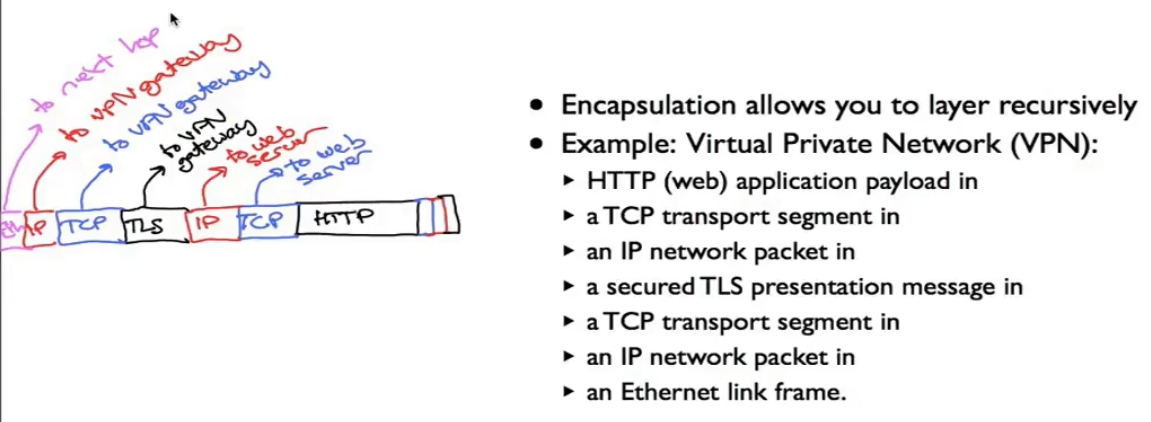 to next hop
to VPN gateway
to VPN gateway
to VPN
gateway
to web
server
to web
server
Eth IP TCP TLS IP TCP HTTP
• Encapsulation allows you to layer recursively
• Example: Virtual Private Network (VPN):
‣ HTTP (web) application payload in
‣ a TCP transport segment in
‣ an IP network packet in
‣ a secured TLS presentation message in
‣ a TCP transport segment in
‣ an IP network packet in
‣ an Ethernet link frame.